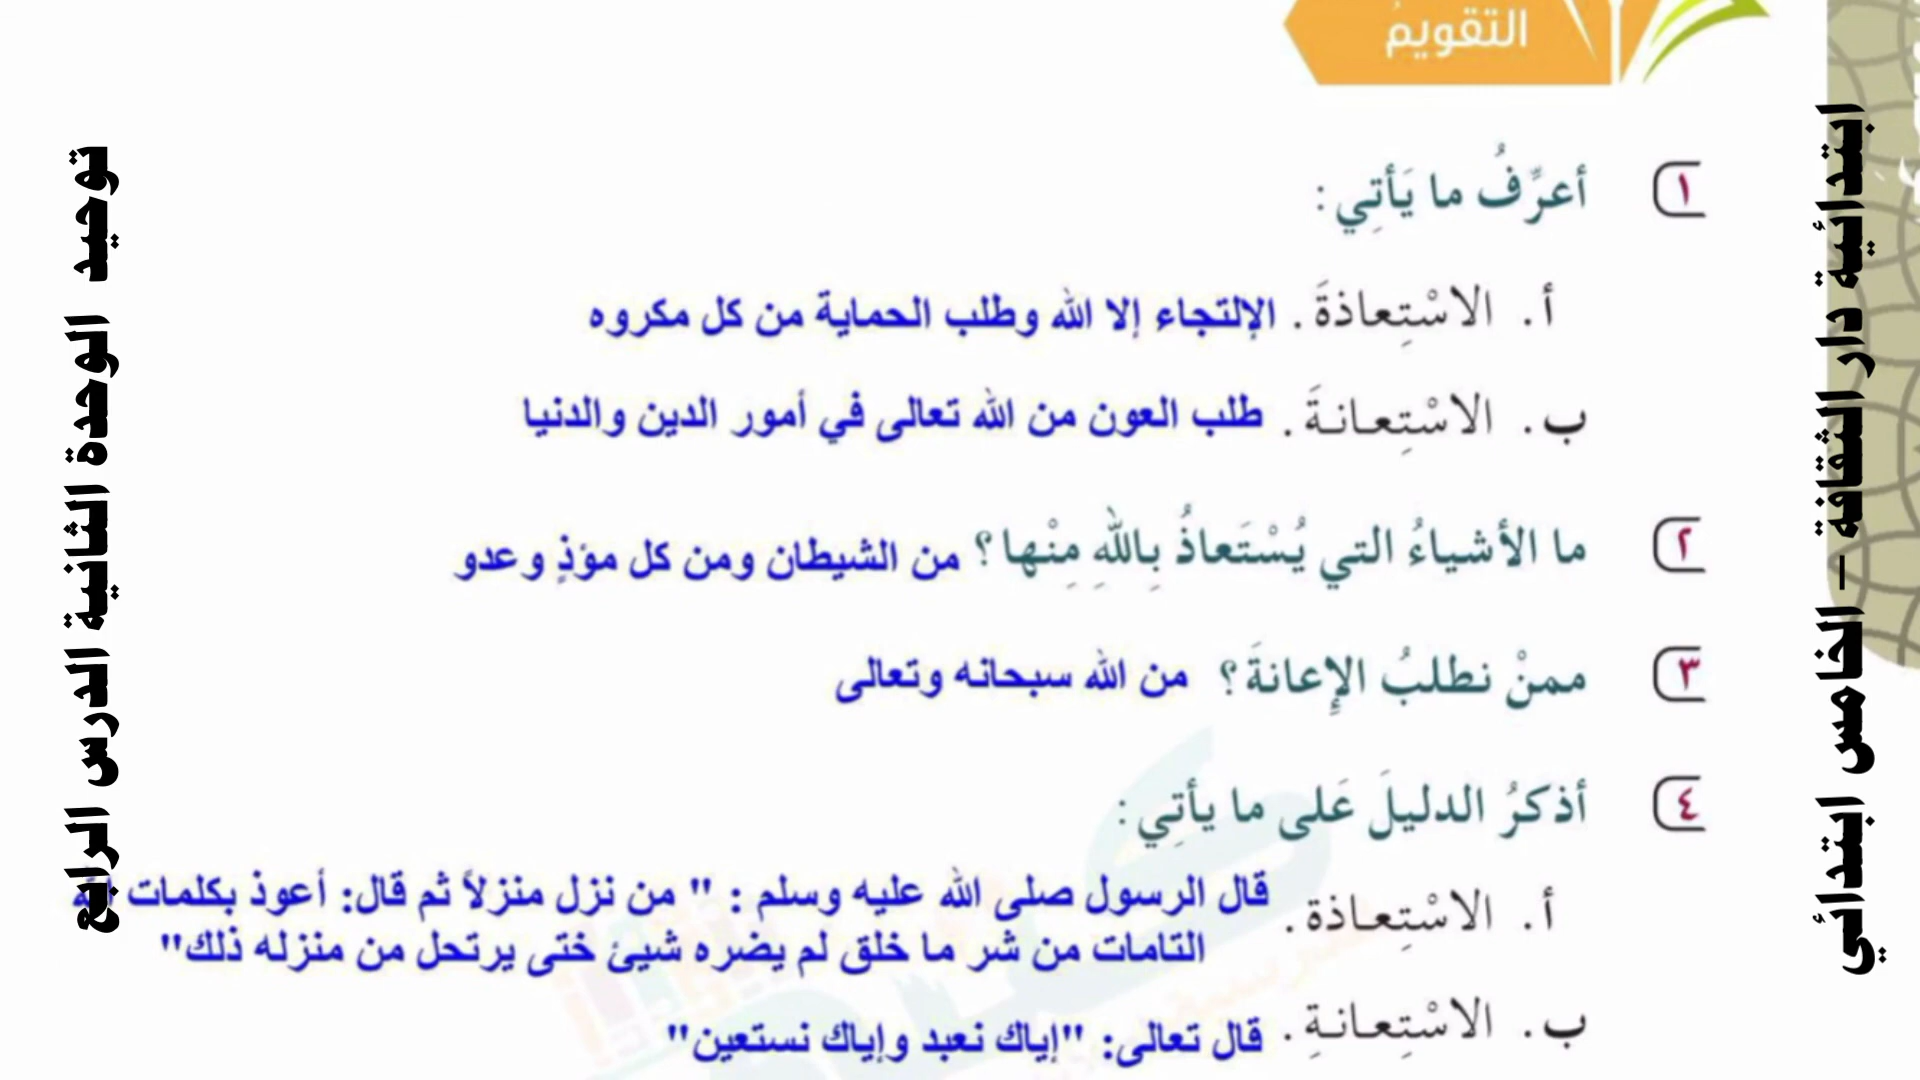 التقويمُ
١ أعرِّفُ ما يَأتِي :
أ. الاسْتِعاذةَ. الإلتجاء إلا الله وطلب الحماية من كل مكروه
ب. الاسْتِعانةَ. طلب العون من الله تعالى في أمور الدين والدنيا
٢ ما الأشياءُ التي يُسْتَعاذُ بِاللهِ مِنْها؟ من الشيطان ومن كل مؤذٍ وعدو
٣ ممنْ نطلبُ الإِعانةَ؟ من الله سبحانه وتعالى
٤ أذكرُ الدليلَ عَلى ما يأتِي :
أ. الاسْتِعاذة. قال الرسول صلى الله عليه وسلم : " من نزل منزلاً ثم قال: أعوذ بكلمات الله
التامات من شر ما خلق لم يضره شيئ ختى يرتحل من منزله ذلك"
ب. الاسْتِعانةِ. قال تعالى: "إياك نعبد وإياك نستعين"
ابتدائية دار الثقافة – الخامس ابتدائي
توحيد الوحدة الثانية الدرس الرابع